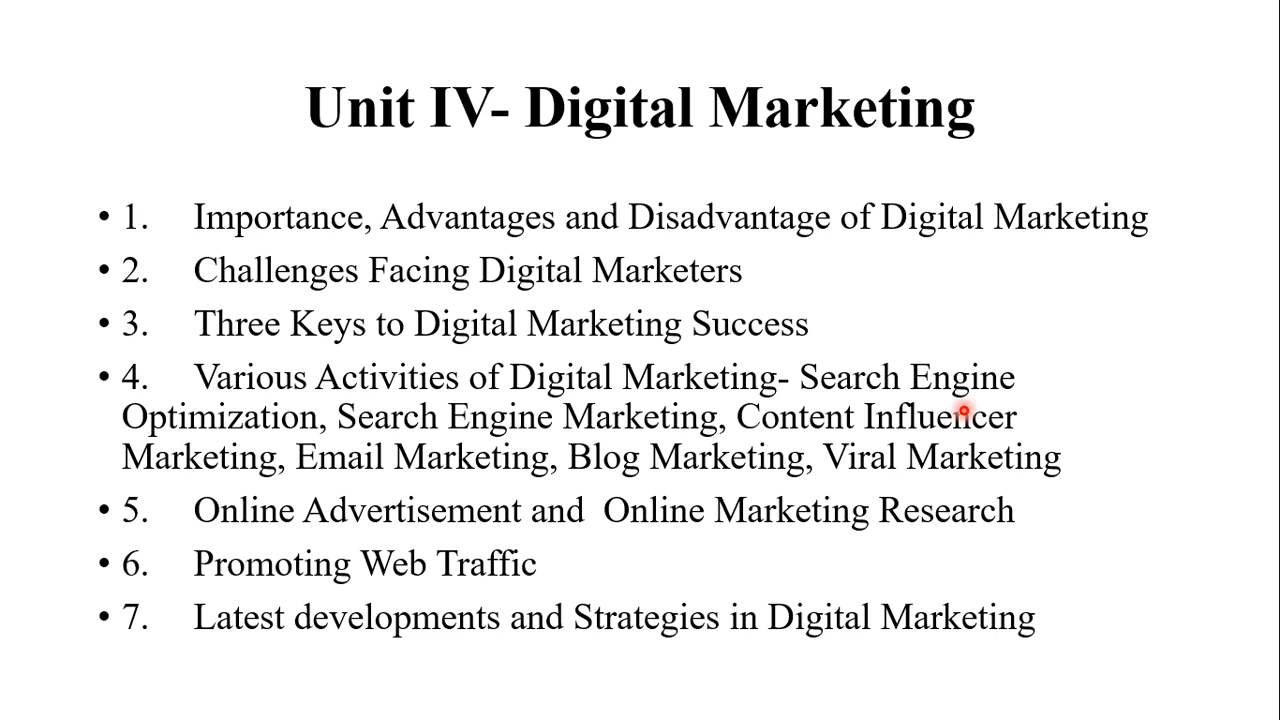 Unit IV- Digital Marketing
• 1. Importance, Advantages and Disadvantage of Digital Marketing
• 2. Challenges Facing Digital Marketers
• 3. Three Keys to Digital Marketing Success
• 4. Various Activities of Digital Marketing- Search Engine
Optimization, Search Engine Marketing, Content Influencer
Marketing, Email Marketing, Blog Marketing, Viral Marketing
• 5. Online Advertisement and  Online Marketing Research
• 6. Promoting Web Traffic
• 7. Latest developments and Strategies in Digital Marketing